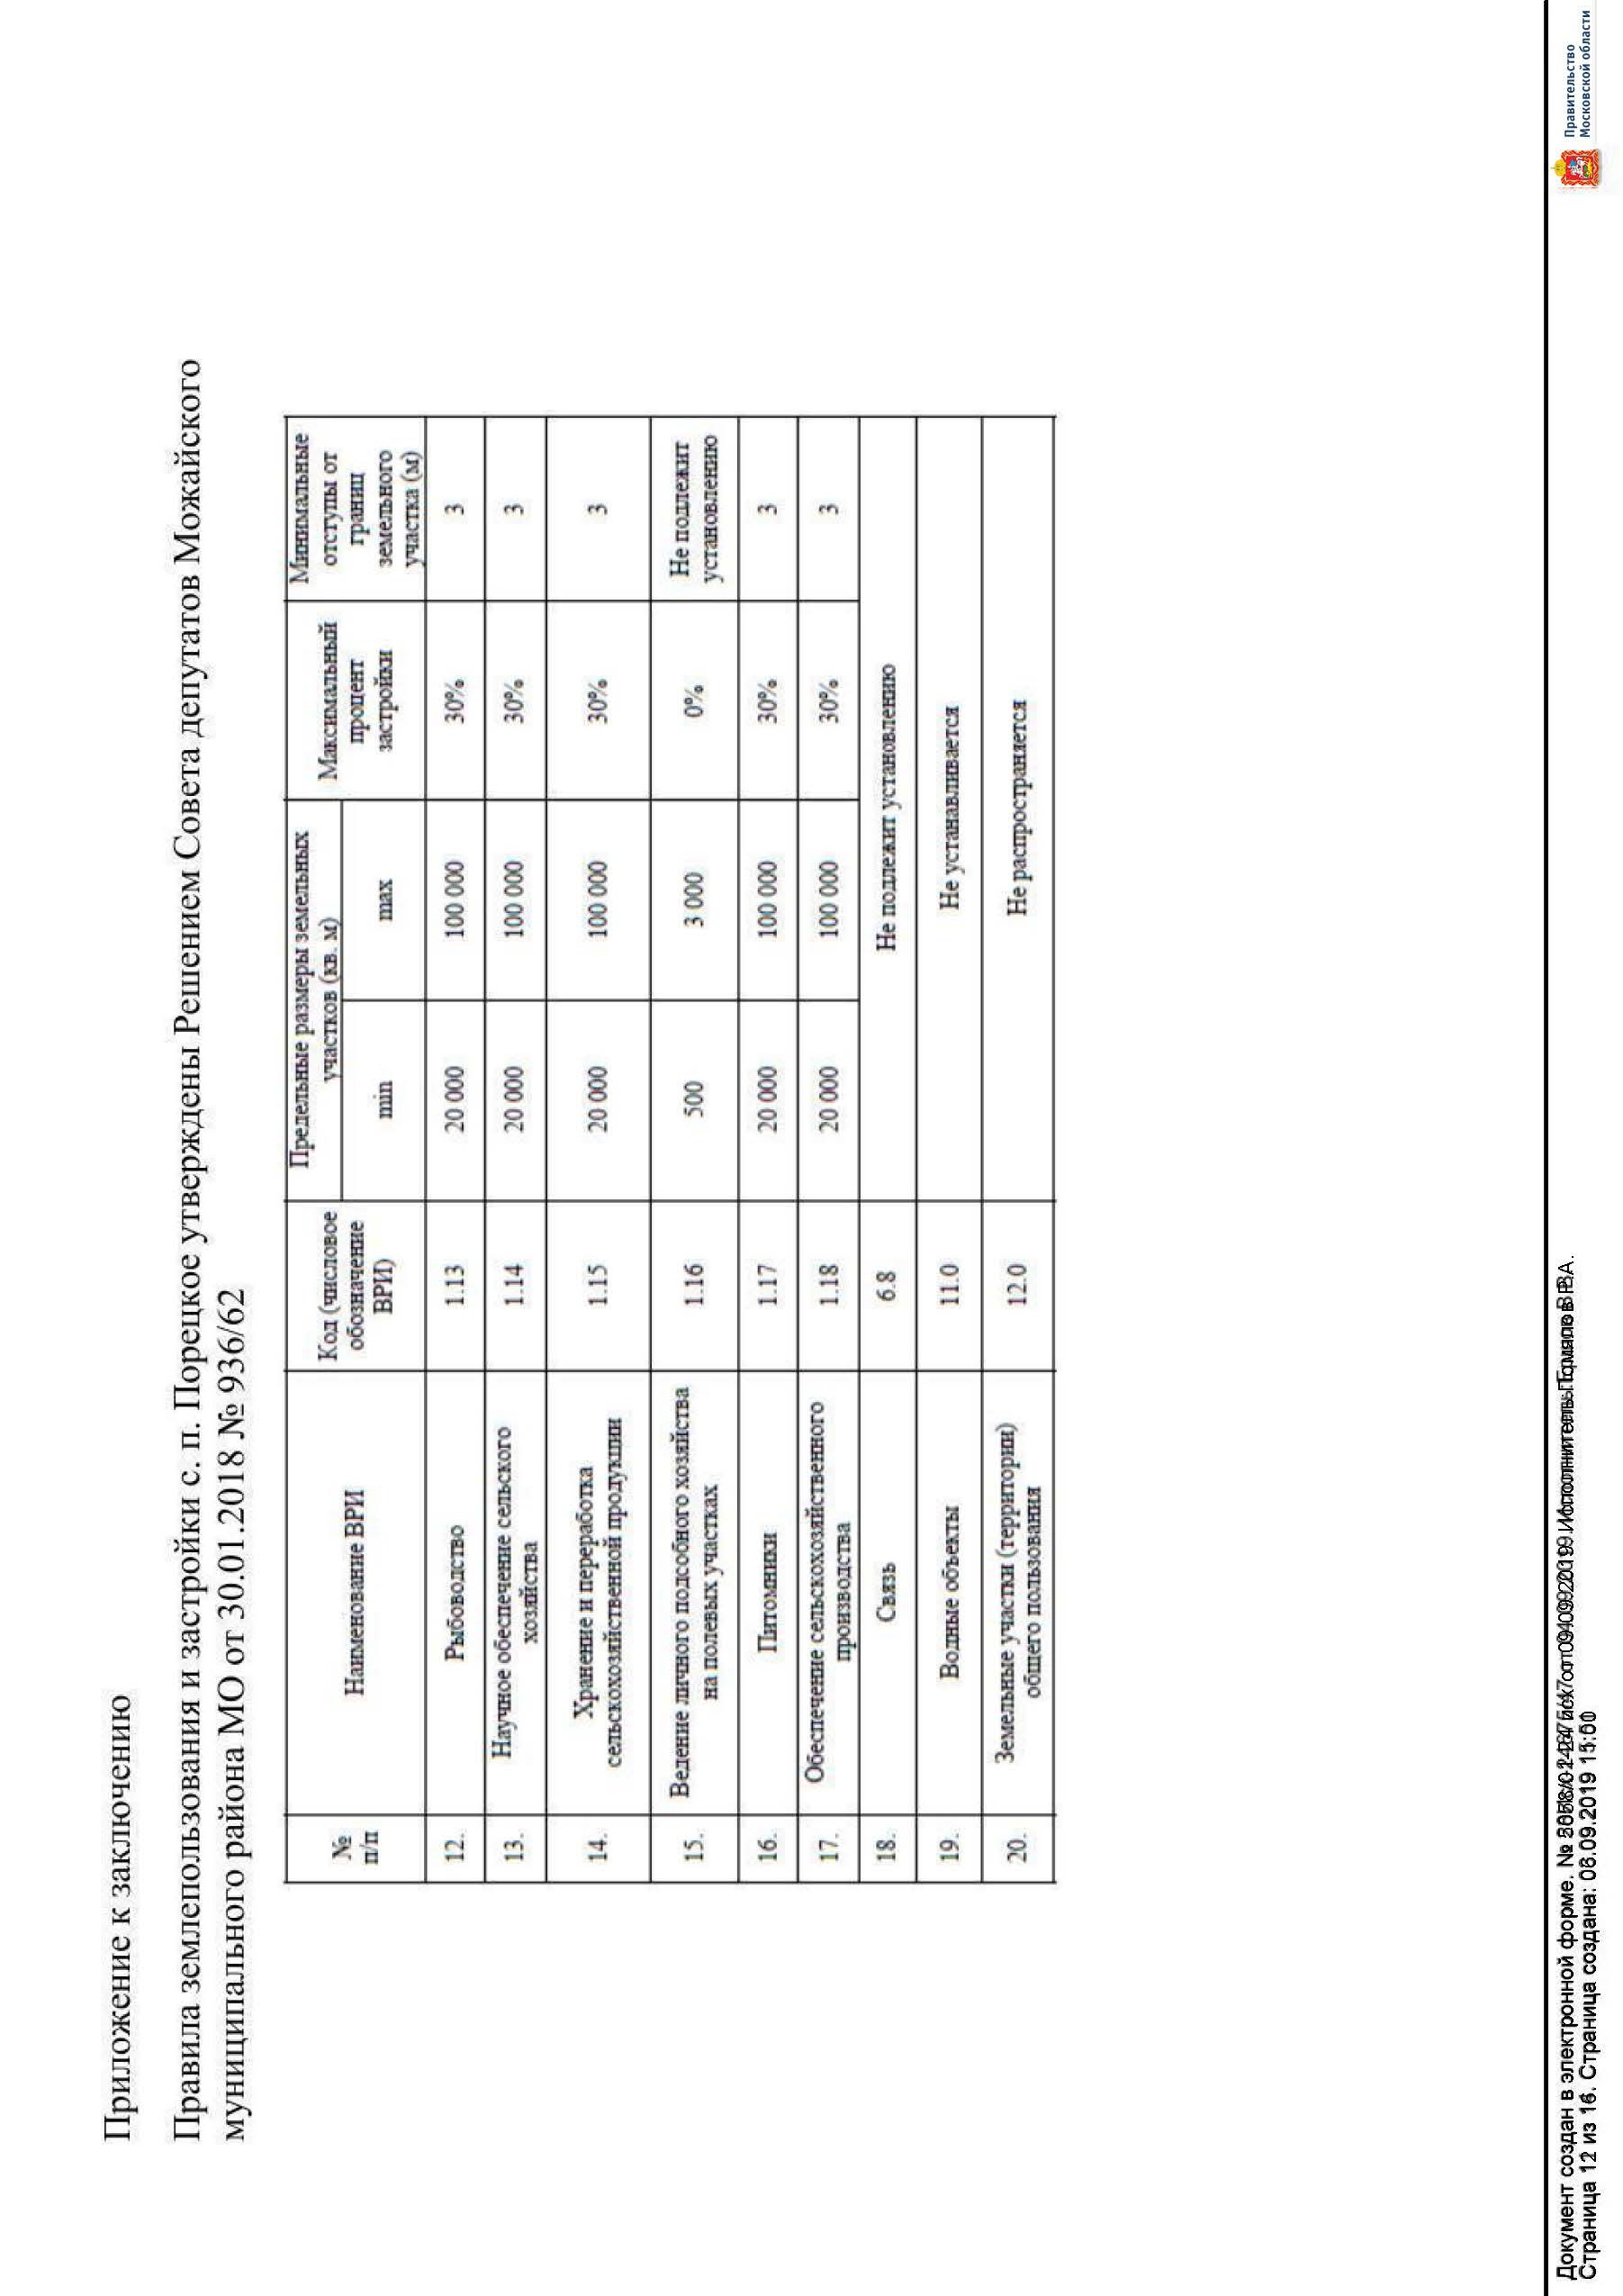 Приложение к заключению
Правила землепользования и застройки с. п. Порецкое утверждены Решением Совета депутатов Можайского
муниципального района МО от 30.01.2018 № 936/62
№ п/п Наименование ВРИ Код (числовое обозначение ВРИ) Предельные размеры земельных участков (кв. м) Максимальный процент застройки Минимальные отступы от границ земельного участка (м)
min max
12. Рыбоводство 1.13 20 000 100 000 30% 3
13. Научное обеспечение сельского хозяйства 1.14 20 000 100 000 30% 3
14. Хранение и переработка сельскохозяйственной продукции 1.15 20 000 100 000 30% 3
15. Ведение личного подсобного хозяйства на полевых участках 1.16 500 3 000 0% Не подлежит установлению
16. Питомники 1.17 20 000 100 000 30% 3
17. Обеспечение сельскохозяйственного производства 1.18 20 000 100 000 30% 3
18. Связь 6.8 Не подлежит установлению
19. Водные объекты 11.0 Не устанавливается
20. Земельные участки (территории) общего пользования 12.0 Не распространяется
Документ создан в электронной форме. №
Страница 12 из 16. Страница создана: 06.09.2019
Правительство
Московской области